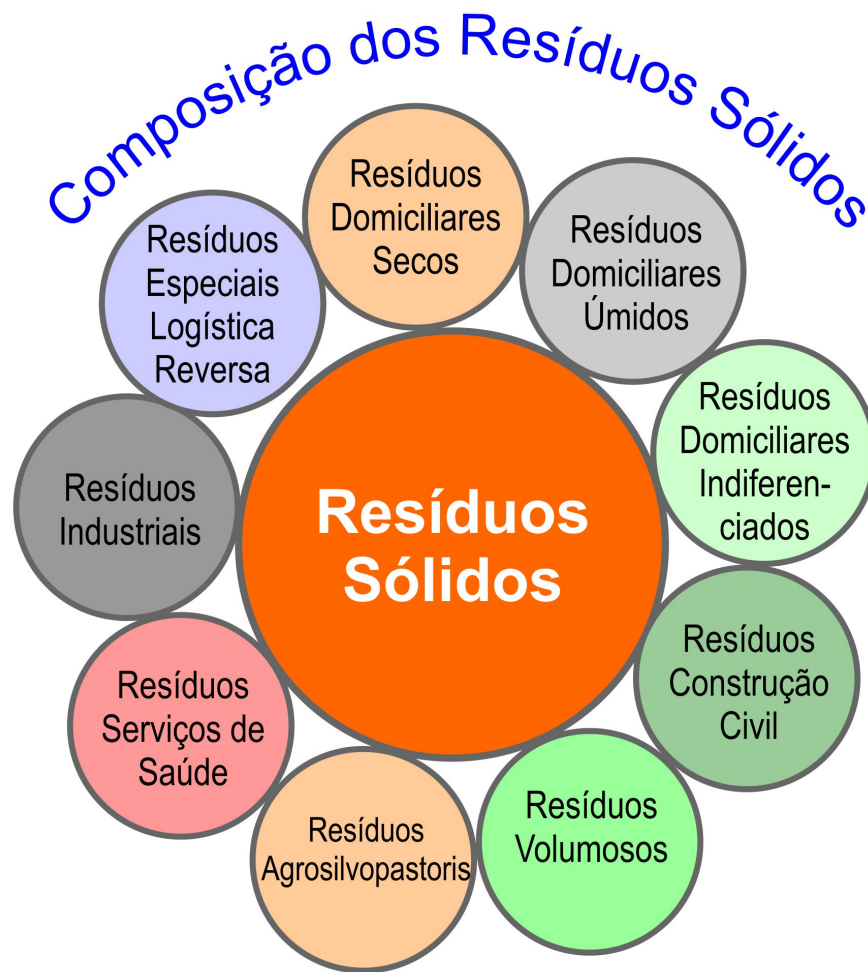 Composição dos Resíduos Sólidos
Resíduos
Domiciliares
Secos
Resíduos
Domiciliares
Úmidos
Resíduos
Domiciliares
Indiferen-
ciados
Resíduos
Construção
Civil
Resíduos
Volumosos
Resíduos
Agrosilvopastoris
Resíduos
Serviços de
Saúde
Resíduos
Industriais
Resíduos
Especiais
Logística
Reversa
Resíduos
Sólidos